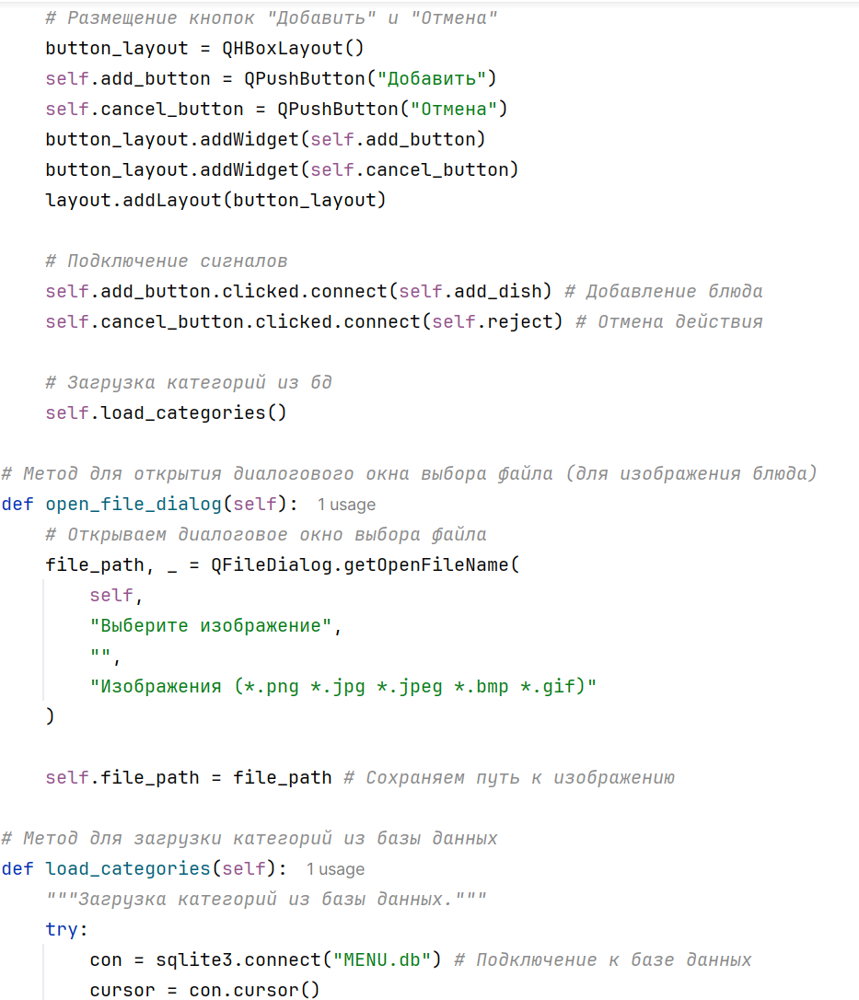 # Размещение кнопок "Добавить" и "Отмена"
button_layout = QHBoxLayout()
self.add_button = QPushButton("Добавить")
self.cancel_button = QPushButton("Отмена")
button_layout.addWidget(self.add_button)
button_layout.addWidget(self.cancel_button)
layout.addLayout(button_layout)
# Подключение сигналов
self.add_button.clicked.connect(self.add_dish) # Добавление блюда
self.cancel_button.clicked.connect(self.reject) # Отмена действия
# Загрузка категорий из бд
self.load_categories()
# Метод для открытия диалогового окна выбора файла (для изображения блюда)
def open_file_dialog(self): 1 usage
# Открываем диалоговое окно выбора файла
file_path, _ = QFileDialog.getOpenFileName(
self,
"Выберите изображение",
"",
"Изображения (*.png *.jpg *.jpeg *.bmp *.gif)"
)
self.file_path = file_path # Сохраняем путь к изображению
# Метод для загрузки категорий из базы данных
def load_categories(self): 1 usage
"""Загрузка категорий из базы данных."""
try:
con = sqlite3.connect("MENU.db") # Подключение к базе данных
cursor = con.cursor()